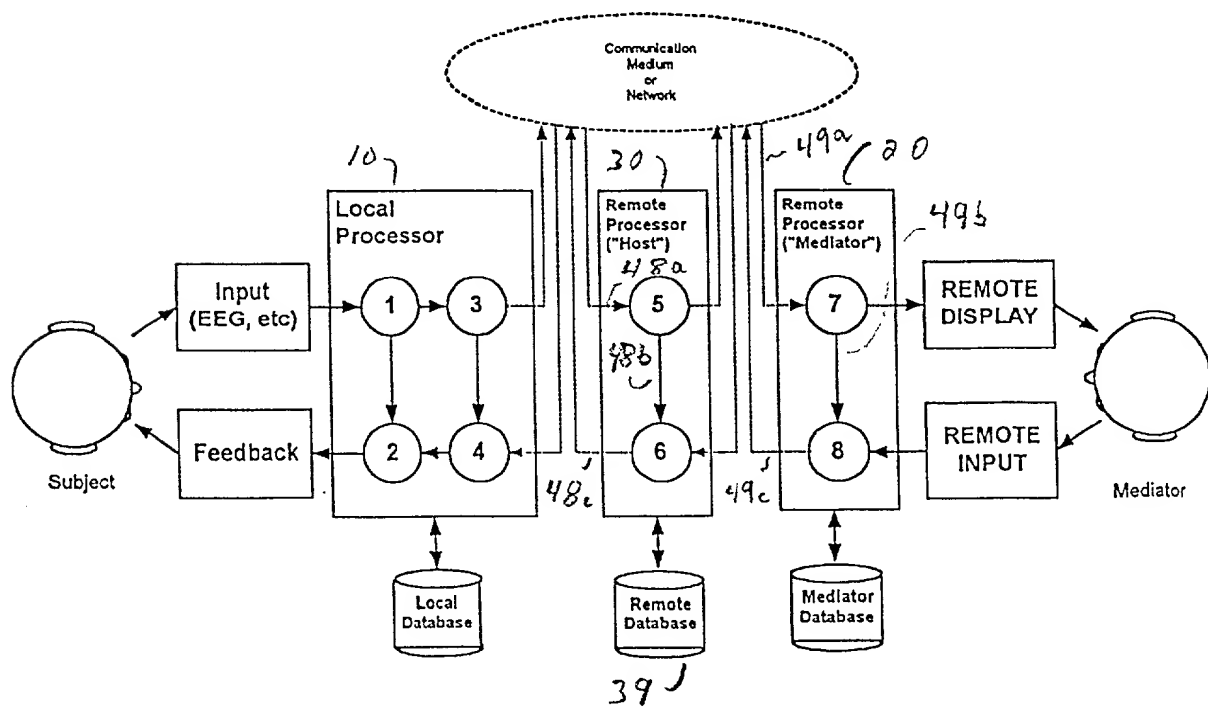 Communication
Medium
or
Network
10
30
49a
20
Local
Processor
Remote
Processor
("Host")
Remote
Processor
("Mediator")
49b
48a
Input
(EEG, etc)
1
3
5
7
REMOTE
DISPLAY
48b
Feedback
2
4
6
8
REMOTE
INPUT
Subject
48c
49c
Mediator
Local
Database
Remote
Database
Mediator
Database
39